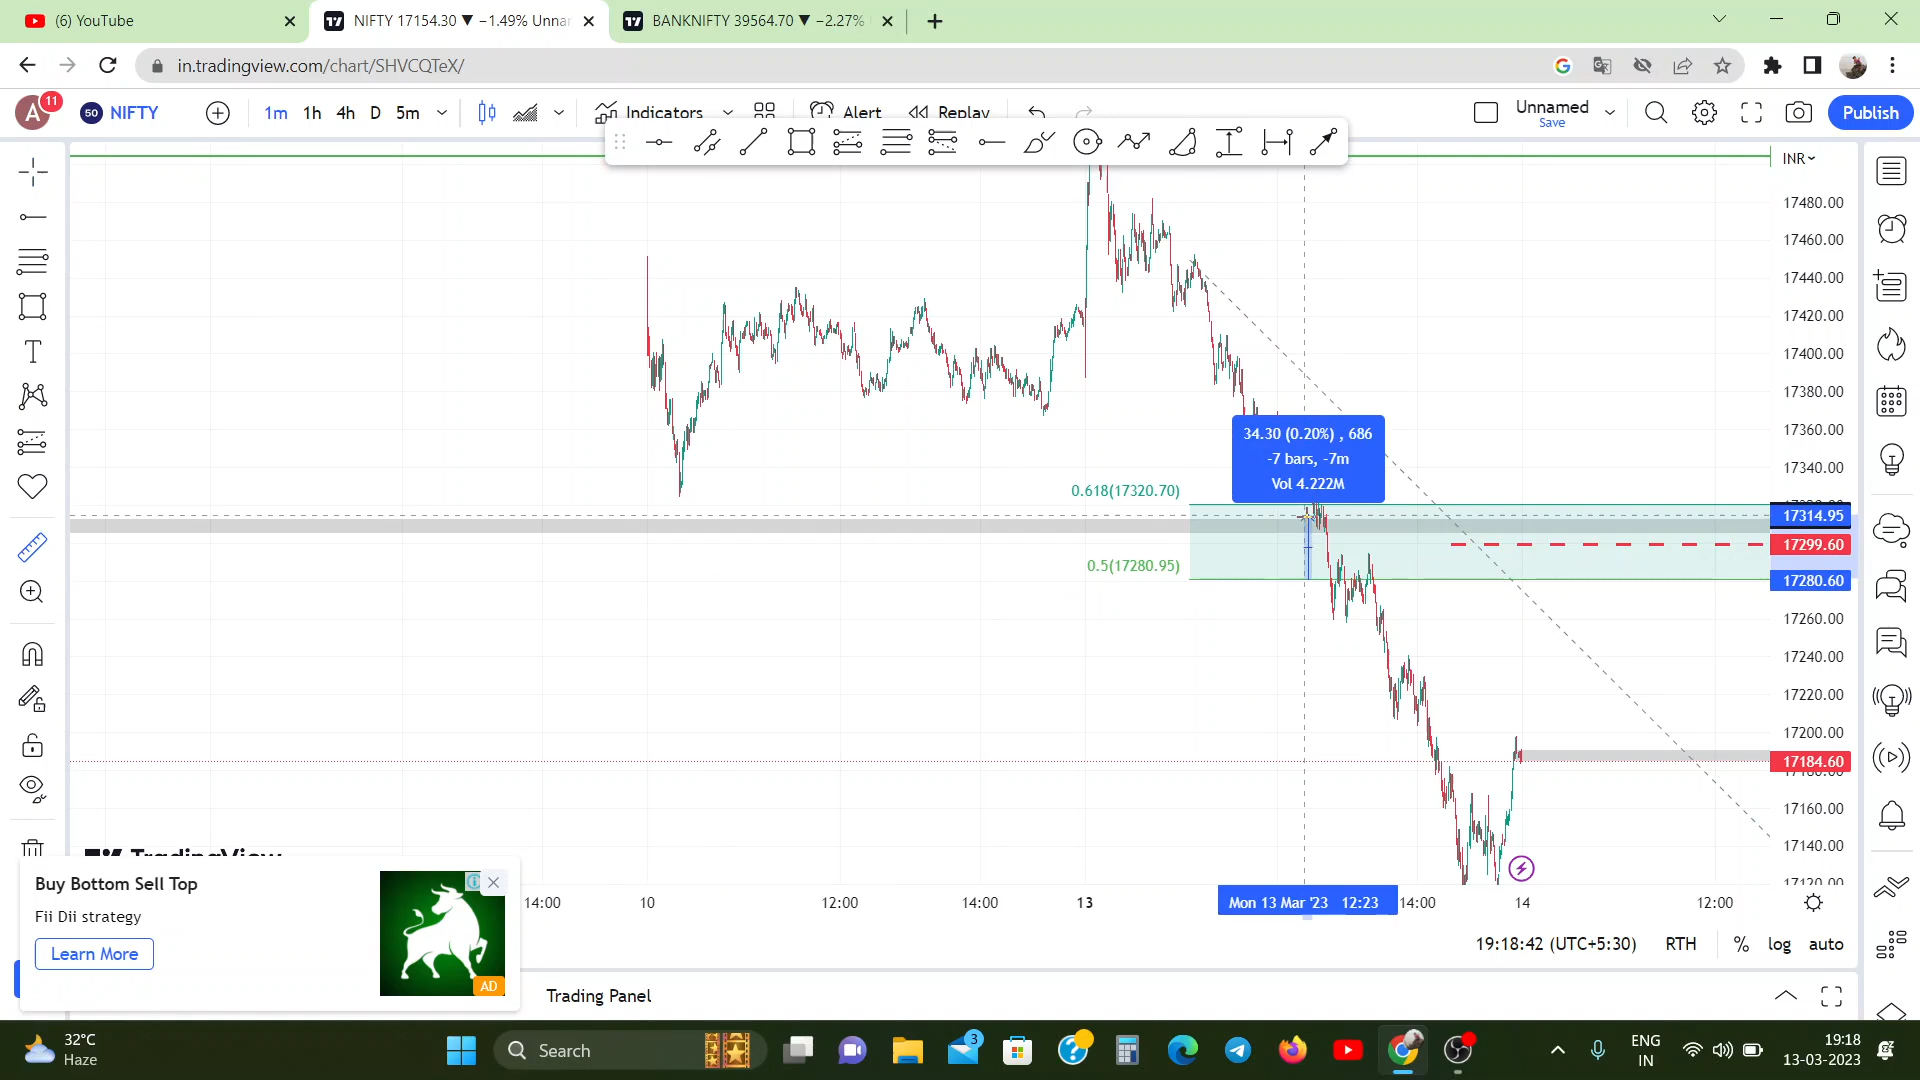 (6) YouTube
NIFTY 17154.30 ▼ −1.49% Unna
BANKNIFTY 39564.70 ▼ −2.27%
in.tradingview.com/chart/SHVCQTeX/
A 11
50 NIFTY
1m 1h 4h D 5m
Indicators
Alert
Replay
Unnamed
Save
Publish
INR
17480.00
17460.00
17440.00
17420.00
17400.00
17380.00
17360.00
17340.00
34.30 (0.20%) , 686
-7 bars, -7m
Vol 4.222M
0.618(17320.70)
17314.95
17299.60
0.5(17280.95)
17280.60
17260.00
17240.00
17220.00
17200.00
17184.60
17160.00
17140.00
17120.00
TradingView
14:00 10 12:00 14:00 13 Mon 13 Mar '23 12:23 14:00 14 12:00
Buy Bottom Sell Top
Fii Dii strategy
Learn More
AD
19:18:42 (UTC+5:30) RTH % log auto
Trading Panel
32°C
Haze
Search
3
ENG
IN
19:18
13-03-2023